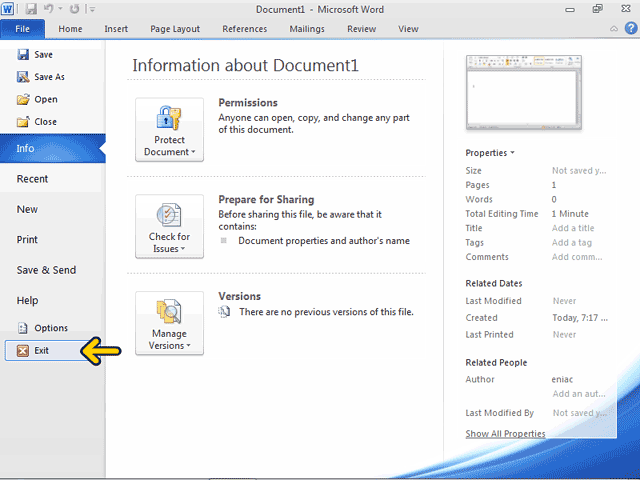 Document1 - Microsoft Word
File Home Insert Page Layout References Mailings Review View
Save
Save As
Open
Close
Info
Recent
New
Print
Save & Send
Help
Options
Exit
Information about Document1
Protect
Document
Permissions
Anyone can open, copy, and change any part
of this document.
Check for
Issues
Prepare for Sharing
Before sharing this file, be aware that it
contains:
Document properties and author's name
Manage
Versions
Versions
There are no previous versions of this file.
Properties
Size Not saved y...
Pages 1
Words 0
Total Editing Time 1 Minute
Title Add a title
Tags Add a tag
Comments Add comm...
Related Dates
Last Modified Never
Created Today, 7:17 ...
Last Printed Never
Related People
Author eniac
Add an aut...
Last Modified By Not saved y...
Show All Properties